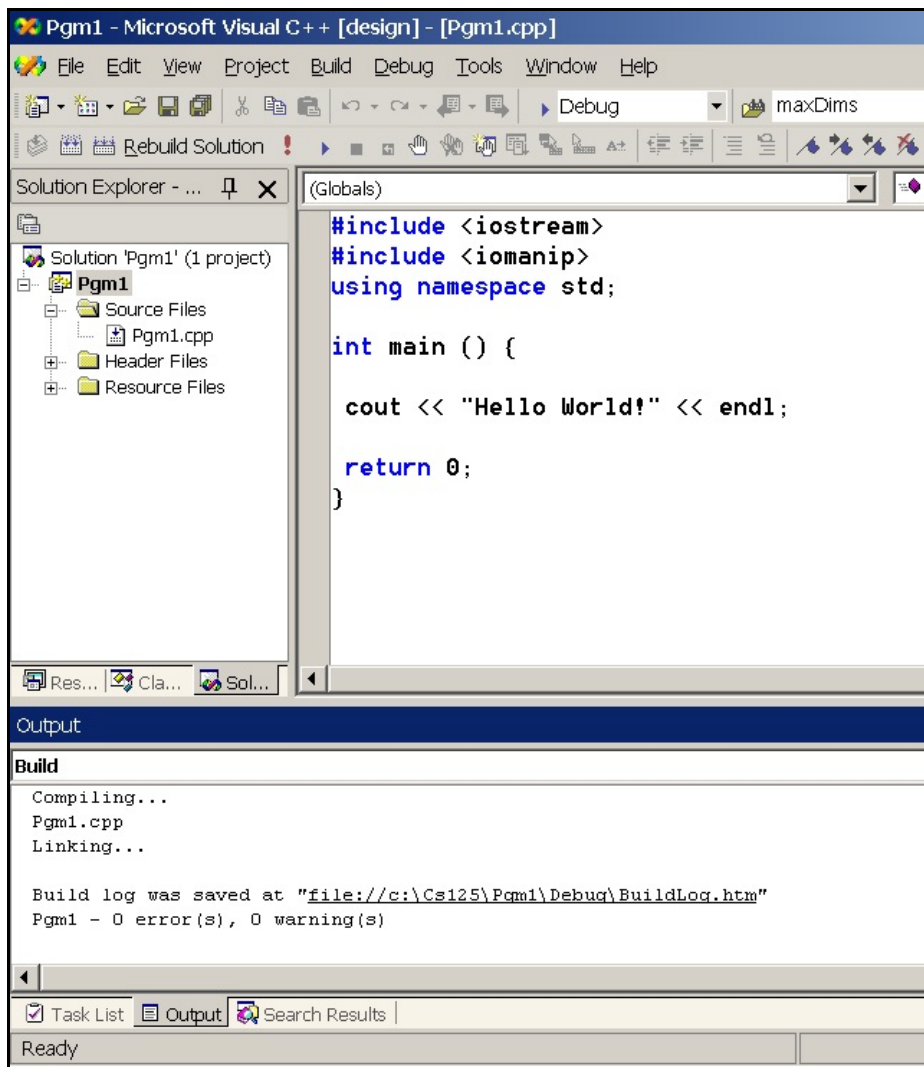 Pgm1 - Microsoft Visual C++ [design] - [Pgm1.cpp]
File Edit View Project Build Debug Tools Window Help
Debug maxDims
Rebuild Solution
Solution Explorer - ...
(Globals)
Solution 'Pgm1' (1 project)
Pgm1
Source Files
Pgm1.cpp
Header Files
Resource Files
#include <iostream>
#include <iomanip>
using namespace std;
int main () {
cout << "Hello World!" << endl;
return 0;
}
Res... Cla... Sol...
Output
Build
Compiling...
Pgm1.cpp
Linking...
Build log was saved at "file://c:\Cs125\Pgm1\Debug\BuildLog.htm"
Pgm1 - 0 error(s), 0 warning(s)
Task List Output Search Results
Ready